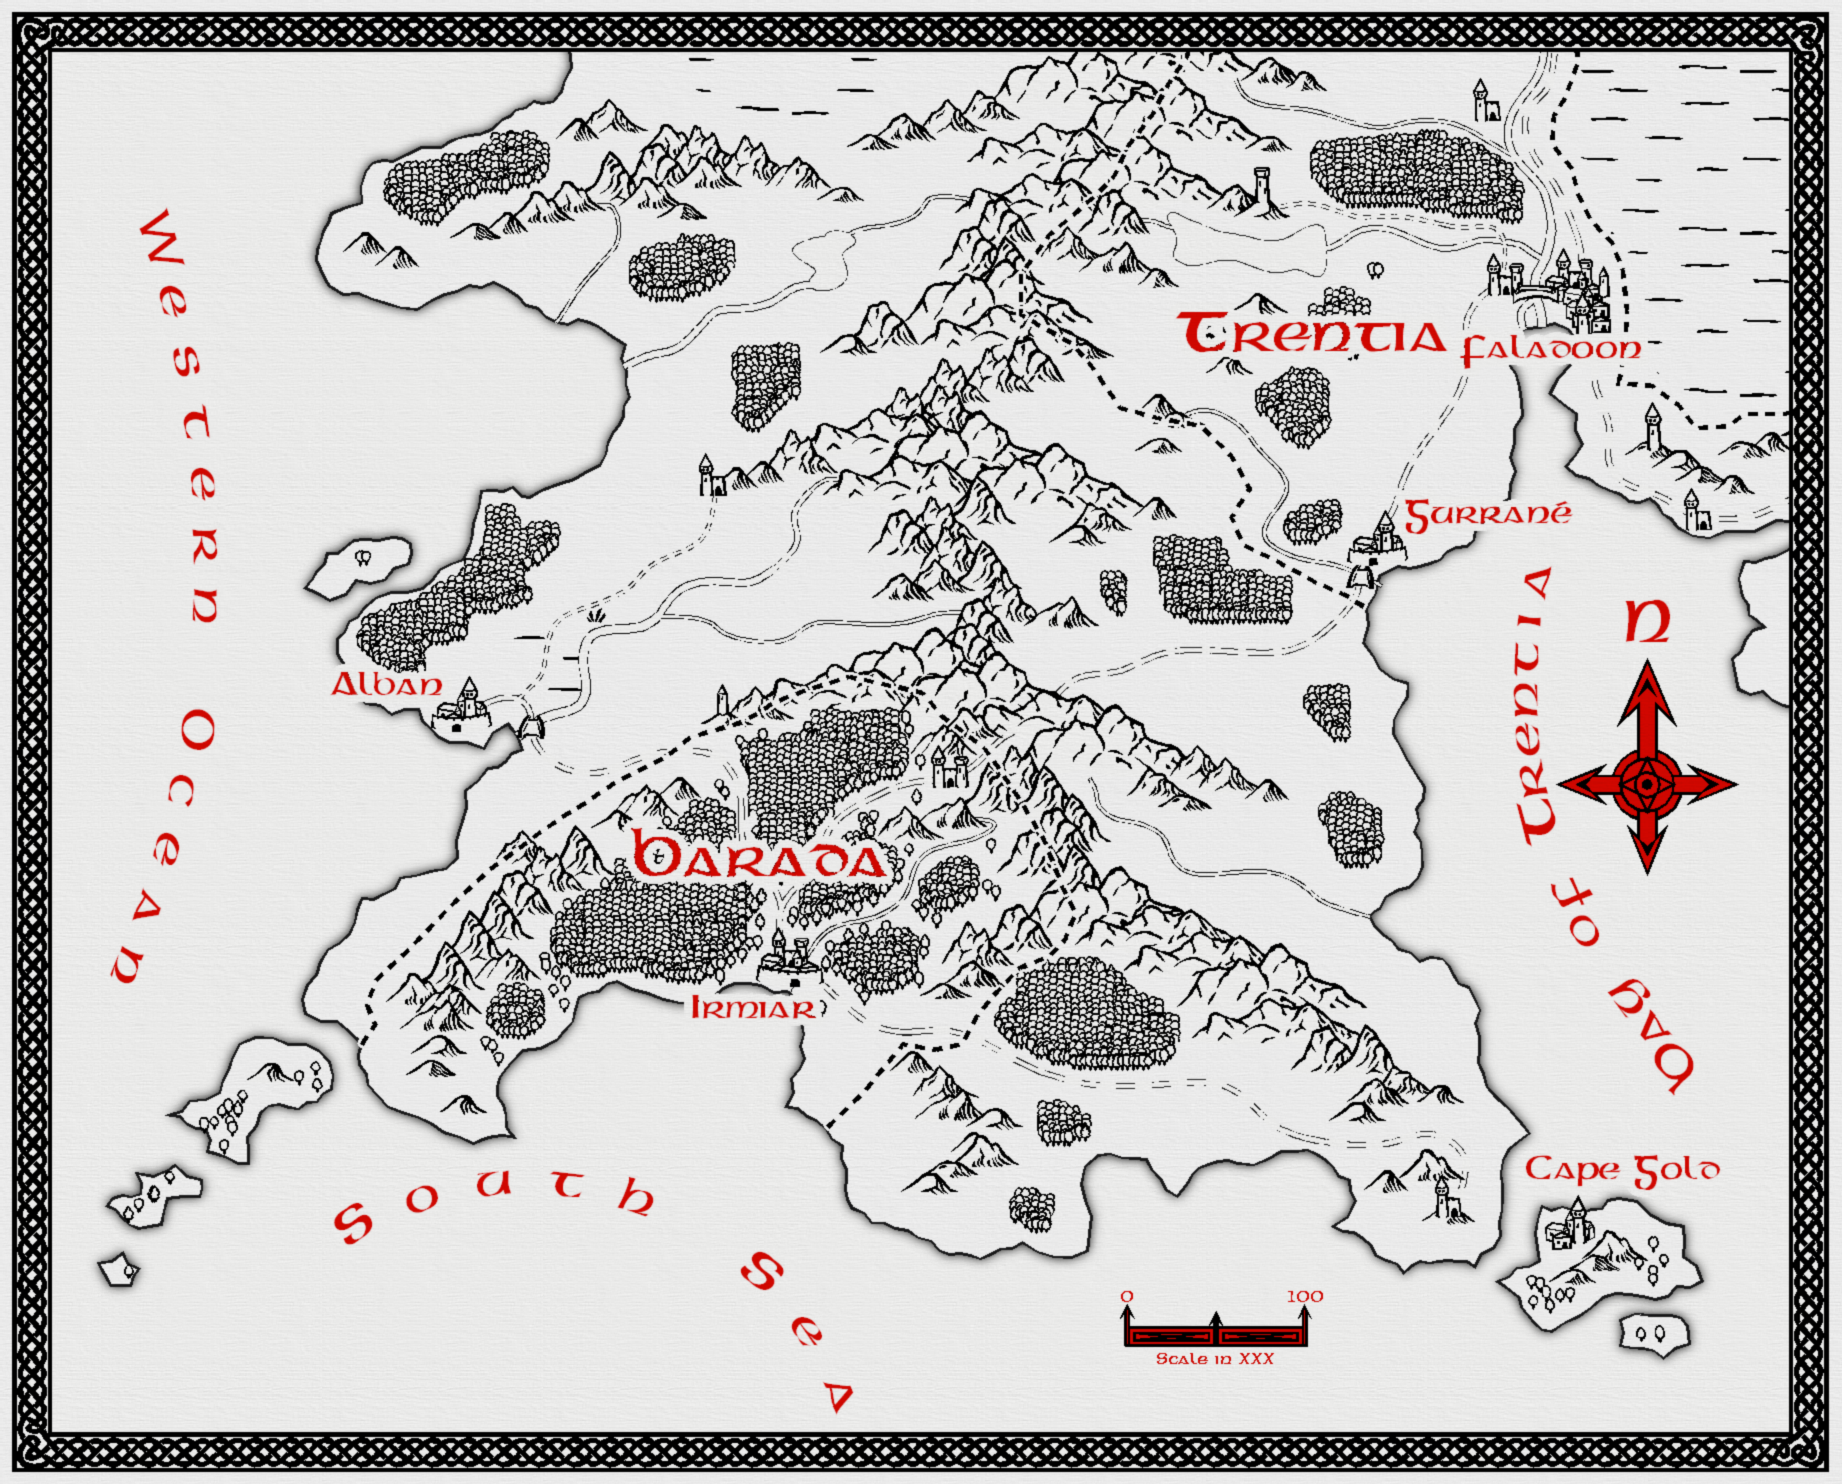 Western Ocean
Trentia
Faladoon
Gurrané
N
Bay of Trentia
Alban
Barada
Irmiar
Cape Gold
South Sea
0 100
Scale in XXX